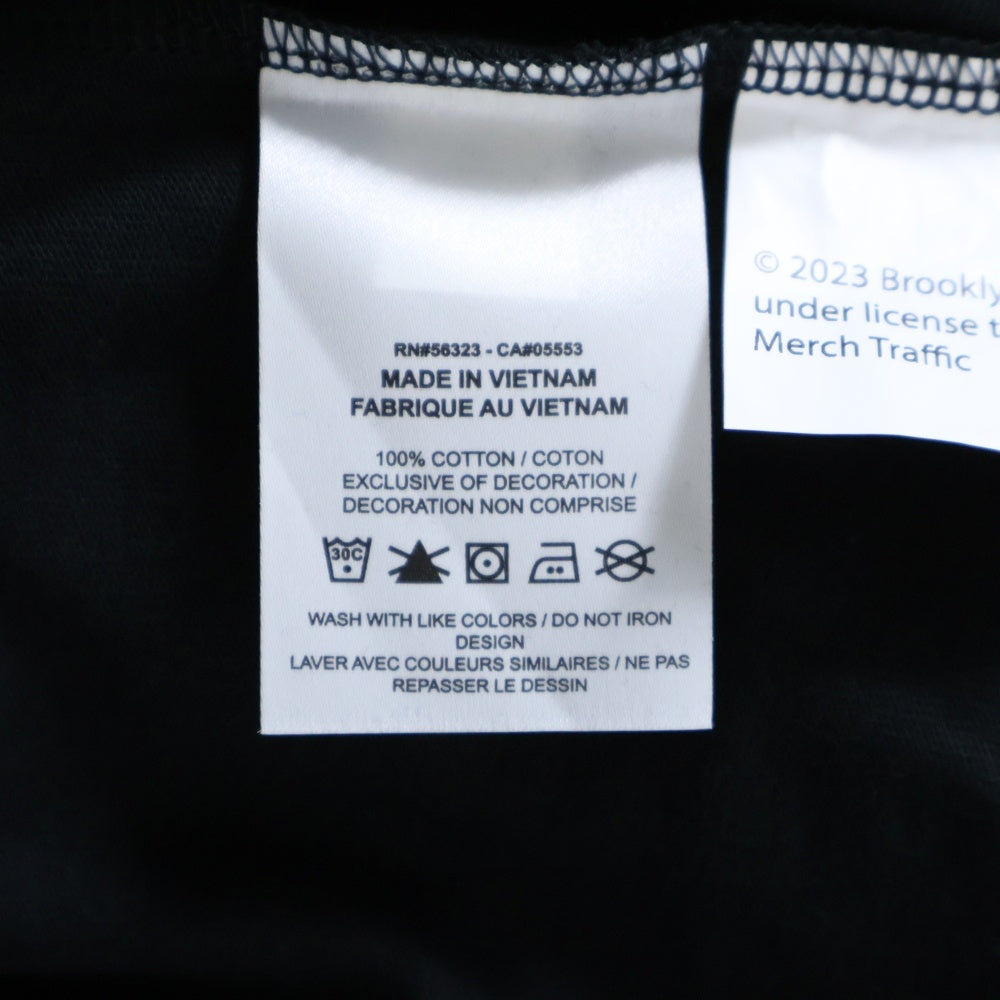 RN#56323 - CA#05553
MADE IN VIETNAM
FABRIQUE AU VIETNAM
100% COTTON / COTON
EXCLUSIVE OF DECORATION /
DECORATION NON COMPRISE
30C
WASH WITH LIKE COLORS / DO NOT IRON
DESIGN
LAVER AVEC COULEURS SIMILAIRES / NE PAS
REPASSER LE DESSIN
© 2023 Brookly
under license t
Merch Traffic